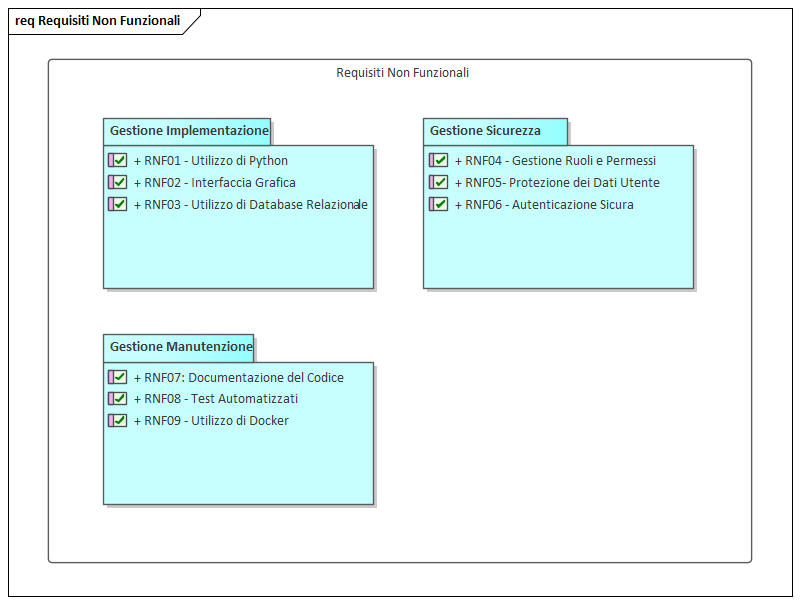 req Requisiti Non Funzionali
Requisiti Non Funzionali
Gestione Implementazione
+ RNF01 - Utilizzo di Python
+ RNF02 - Interfaccia Grafica
+ RNF03 - Utilizzo di Database Relazionale
Gestione Sicurezza
+ RNF04 - Gestione Ruoli e Permessi
+ RNF05- Protezione dei Dati Utente
+ RNF06 - Autenticazione Sicura
Gestione Manutenzione
+ RNF07: Documentazione del Codice
+ RNF08 - Test Automatizzati
+ RNF09 - Utilizzo di Docker